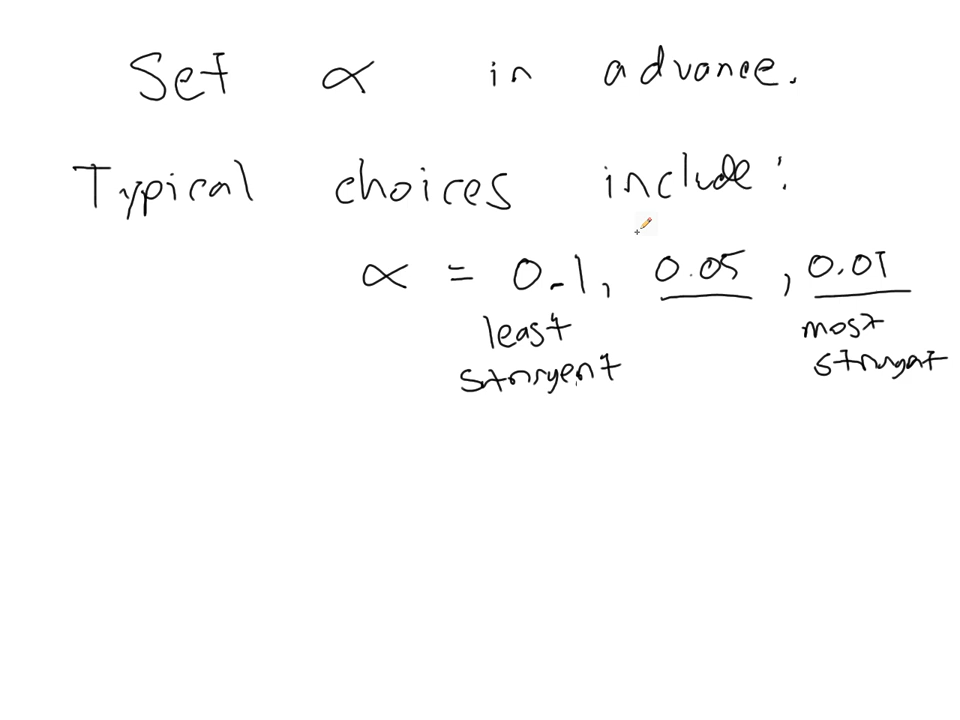 Set α in advance.
Typical choices include:
α = 0.1, 0.05, 0.01
least most
stringent stringent